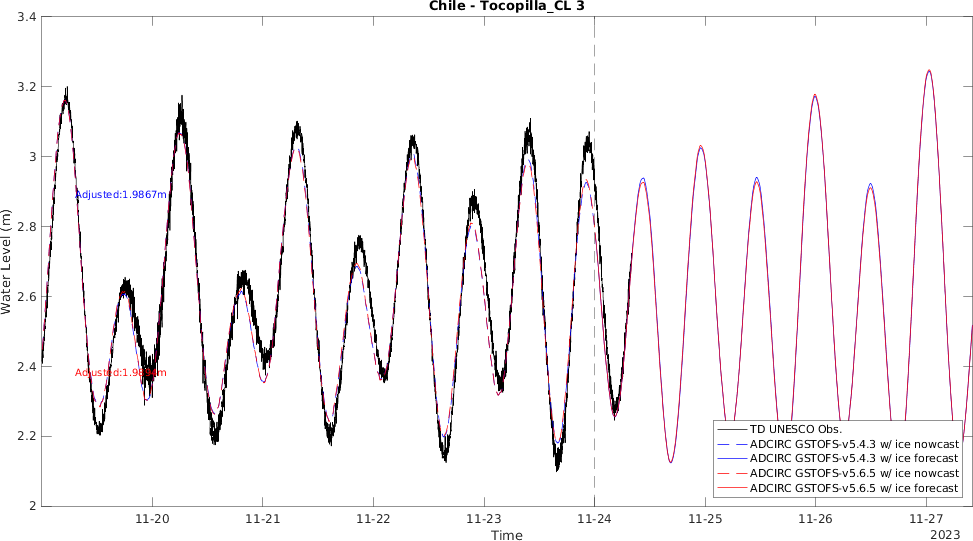 Chile - Tocopilla_CL 3
3.4
3.2
3
2.8
2.6
2.4
2.2
2
Water Level (m)
Adjusted:1.9867m
TD UNESCO Obs.
ADCIRC GSTOFS-v5.4.3 w/ ice nowcast
ADCIRC GSTOFS-v5.4.3 w/ ice forecast
ADCIRC GSTOFS-v5.6.5 w/ ice nowcast
ADCIRC GSTOFS-v5.6.5 w/ ice forecast
11-20
11-21
11-22
11-23
11-24
11-25
11-26
11-27
Time
2023